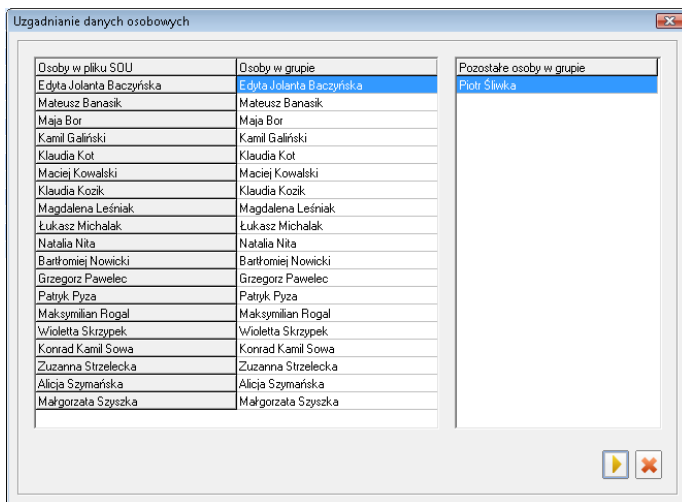 Uzgadnianie danych osobowych
Osoby w pliku SOU Osoby w grupie Pozostałe osoby w grupie
Edyta Jolanta Baczyńska Edyta Jolanta Baczyńska Piotr Śliwka
Mateusz Banasik Mateusz Banasik
Maja Bor Maja Bor
Kamil Galiński Kamil Galiński
Klaudia Kot Klaudia Kot
Maciej Kowalski Maciej Kowalski
Klaudia Kozik Klaudia Kozik
Magdalena Leśniak Magdalena Leśniak
Łukasz Michalak Łukasz Michalak
Natalia Nita Natalia Nita
Bartłomiej Nowicki Bartłomiej Nowicki
Grzegorz Pawelec Grzegorz Pawelec
Patryk Pyza Patryk Pyza
Maksymilian Rogal Maksymilian Rogal
Wioletta Skrzypek Wioletta Skrzypek
Konrad Kamil Sowa Konrad Kamil Sowa
Zuzanna Strzelecka Zuzanna Strzelecka
Alicja Szymańska Alicja Szymańska
Małgorzata Szyszka Małgorzata Szyszka